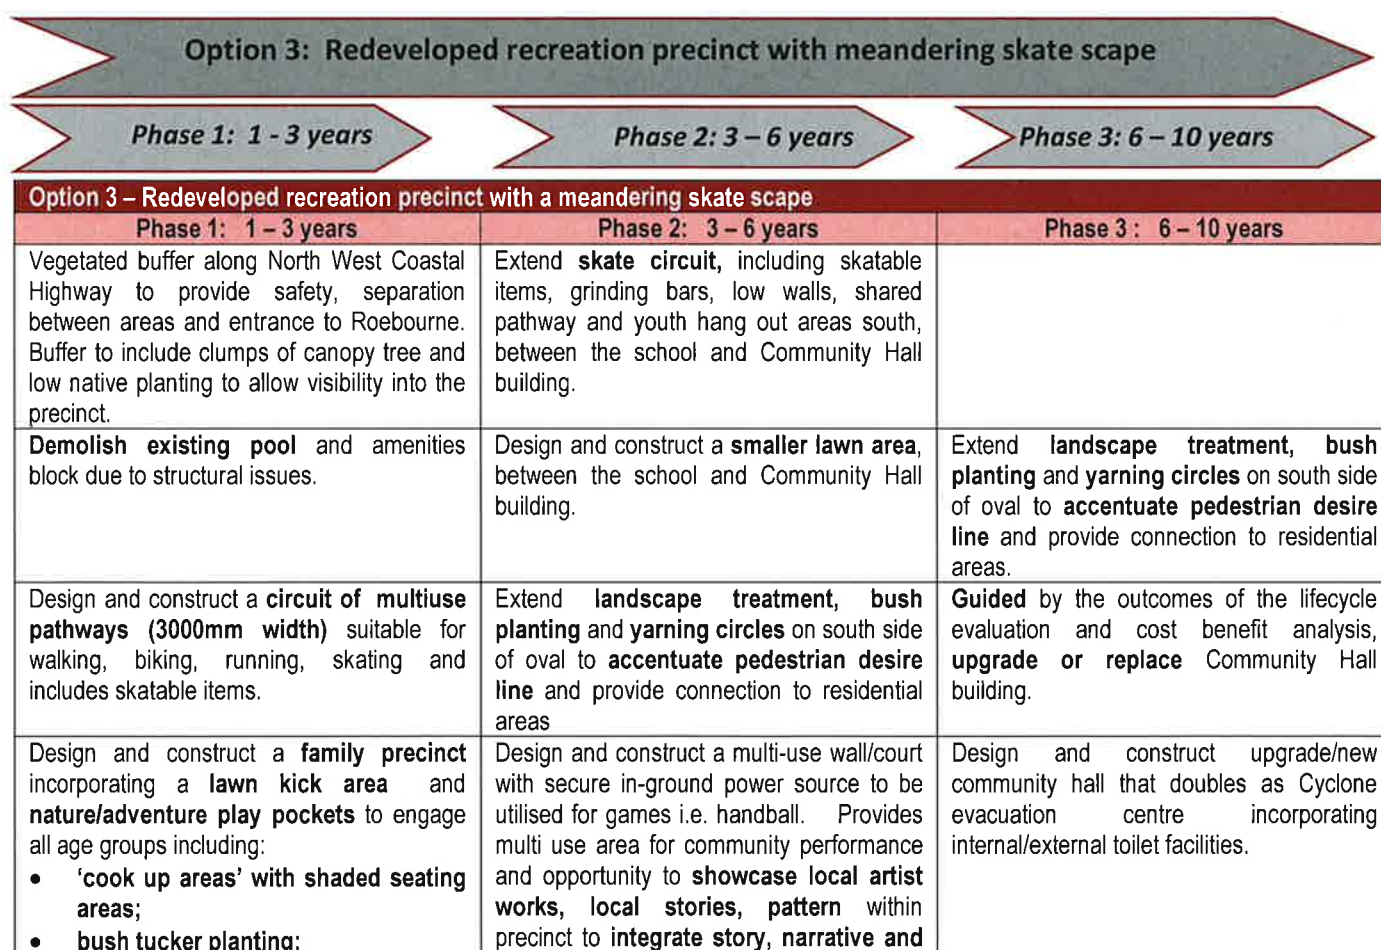 Option 3: Redeveloped recreation precinct with meandering skate scape
Phase 1: 1 - 3 years
Phase 2: 3 – 6 years
Phase 3: 6 – 10 years
Option 3 – Redeveloped recreation precinct with a meandering skate scape
Phase 1: 1 – 3 years
Phase 2: 3 – 6 years
Phase 3 : 6 – 10 years
Vegetated buffer along North West Coastal
Highway to provide safety, separation
between areas and entrance to Roebourne.
Buffer to include clumps of canopy tree and
low native planting to allow visibility into the
precinct.
Extend skate circuit, including skatable
items, grinding bars, low walls, shared
pathway and youth hang out areas south,
between the school and Community Hall
building.
Demolish existing pool and amenities
block due to structural issues.
Design and construct a smaller lawn area,
between the school and Community Hall
building.
Extend landscape treatment, bush
planting and yarning circles on south side
of oval to accentuate pedestrian desire
line and provide connection to residential
areas.
Design and construct a circuit of multiuse
pathways (3000mm width) suitable for
walking, biking, running, skating and
includes skatable items.
Extend landscape treatment, bush
planting and yarning circles on south side
of oval to accentuate pedestrian desire
line and provide connection to residential
areas
Guided by the outcomes of the lifecycle
evaluation and cost benefit analysis,
upgrade or replace Community Hall
building.
Design and construct a family precinct
incorporating a lawn kick area and
nature/adventure play pockets to engage
all age groups including:
• 'cook up areas' with shaded seating
areas;
• bush tucker planting;
Design and construct a multi-use wall/court
with secure in-ground power source to be
utilised for games i.e. handball. Provides
multi use area for community performance
and opportunity to showcase local artist
works, local stories, pattern within
precinct to integrate story, narrative and
Design and construct upgrade/new
community hall that doubles as Cyclone
evacuation centre incorporating
internal/external toilet facilities.